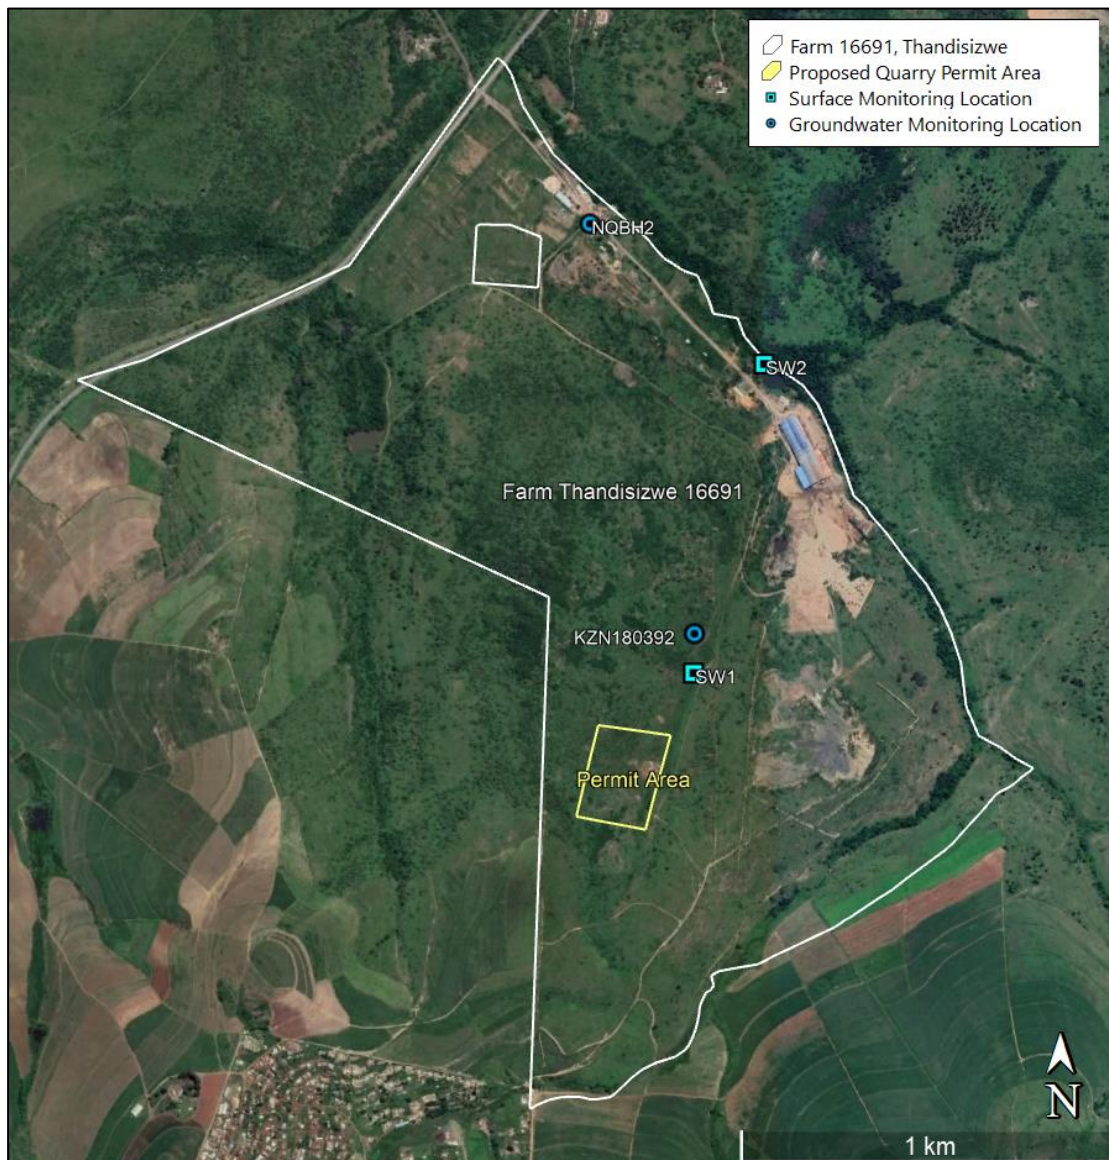 Farm 16691, Thandisizwe
Proposed Quarry Permit Area
Surface Monitoring Location
Groundwater Monitoring Location
NQBH2
SW2
Farm Thandisizwe 16691
KZN180392
SW1
Permit Area
N
1 km